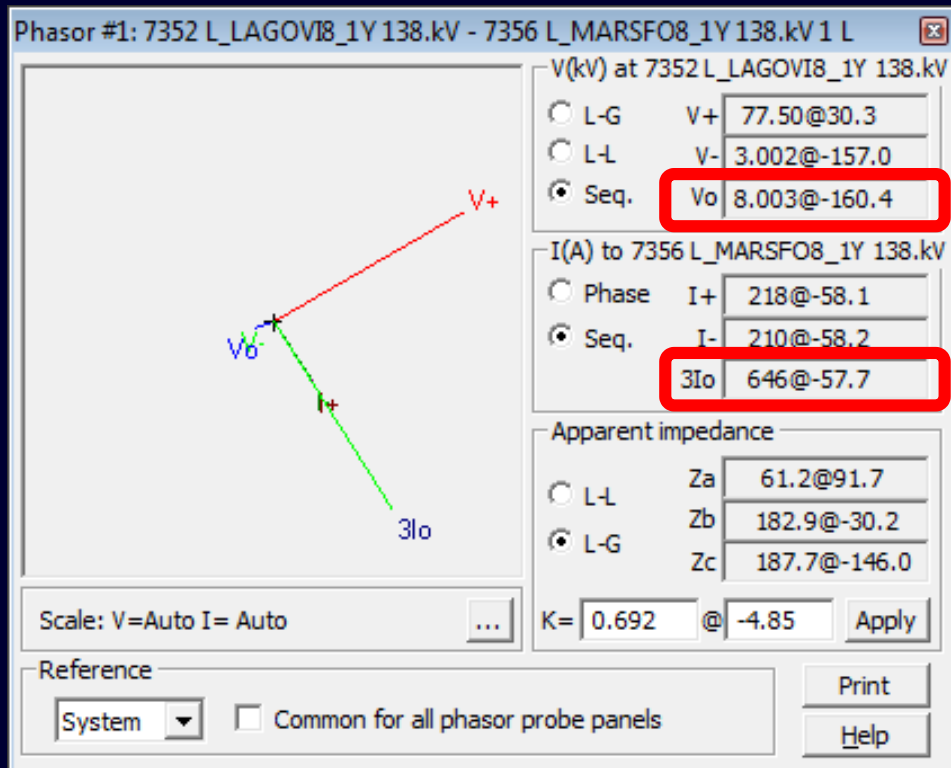 Phasor #1: 7352 L_LAGOVI8_1Y 138.kV - 7356 L_MARSFO8_1Y 138.kV 1 L
V(kV) at 7352 L_LAGOVI8_1Y 138.kV
L-G V+ 77.50@30.3
L-L V- 3.002@-157.0
Seq. Vo 8.003@-160.4
I(A) to 7356 L_MARSFO8_1Y 138.kV
Phase I+ 218@-58.1
Seq. I- 210@-58.2
3Io 646@-57.7
Apparent impedance
L-L Za 61.2@91.7
L-G Zb 182.9@-30.2
Zc 187.7@-146.0
K= 0.692 @ -4.85 Apply
V+
Vo
I+
3Io
Scale: V=Auto I= Auto ...
Reference
System Common for all phasor probe panels
Print
Help